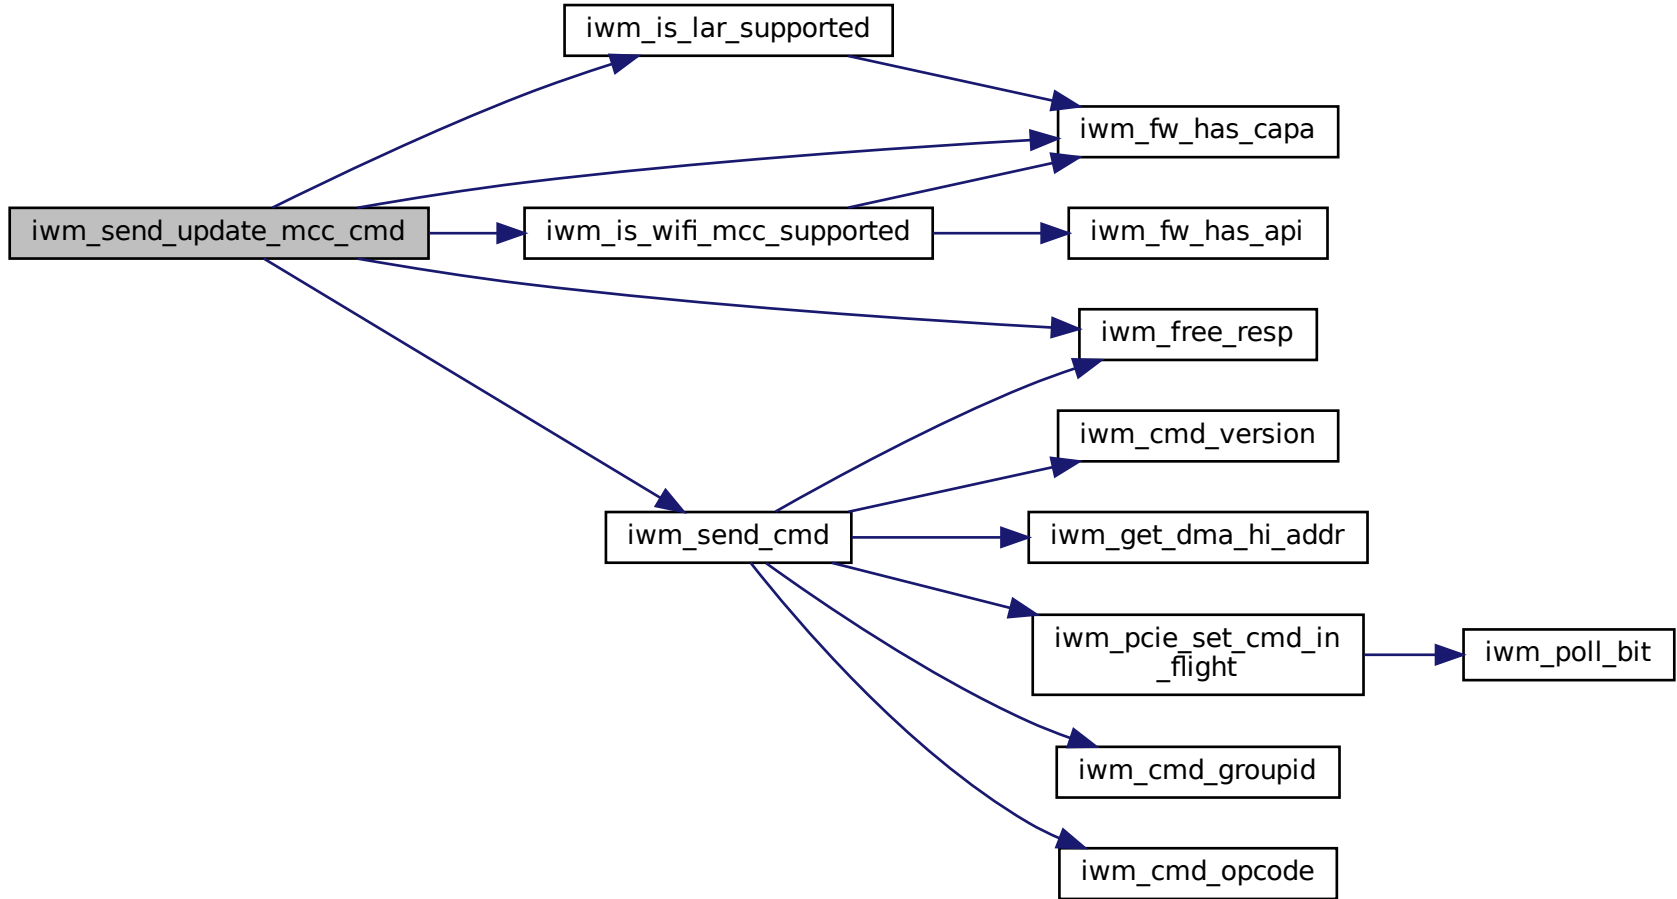 iwm_is_lar_supported
iwm_fw_has_capa
iwm_send_update_mcc_cmd
iwm_is_wifi_mcc_supported
iwm_fw_has_api
iwm_free_resp
iwm_cmd_version
iwm_send_cmd
iwm_get_dma_hi_addr
iwm_pcie_set_cmd_in
_flight
iwm_poll_bit
iwm_cmd_groupid
iwm_cmd_opcode